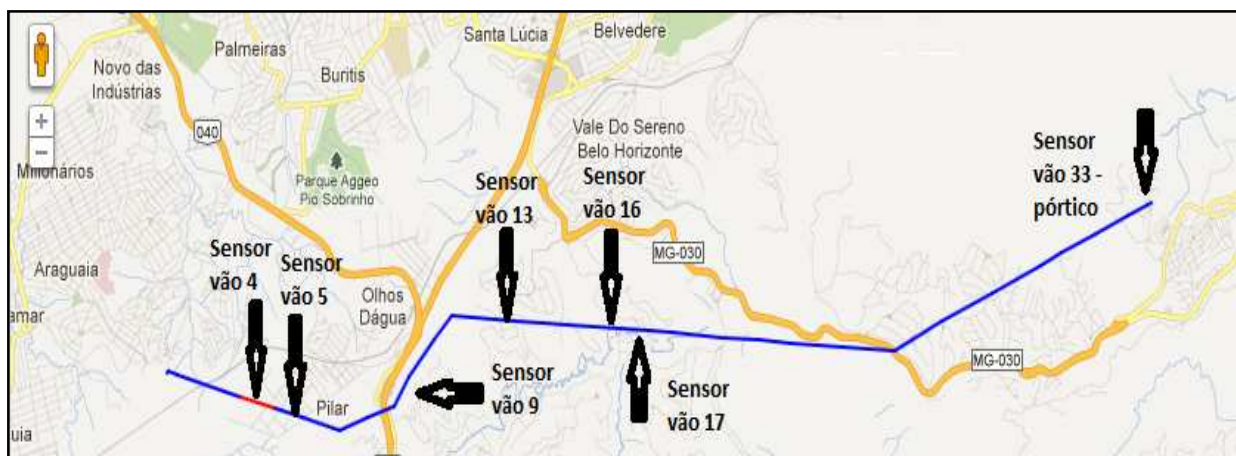 Palmeiras
Novo das
Indústrias
Buritis
Santa Lúcia
Belvedere
040
Milionários
Parque Aggeo
Pio Sobrinho
Vale Do Sereno
Belo Horizonte
Sensor
vão 13
Sensor
vão 16
Sensor
vão 33 -
pórtico
MG-030
Araguaia
Sensor
vão 4
Sensor
vão 5
Olhos
Dágua
amar
MG-030
Sensor
vão 9
Sensor
vão 17
Pilar
uia